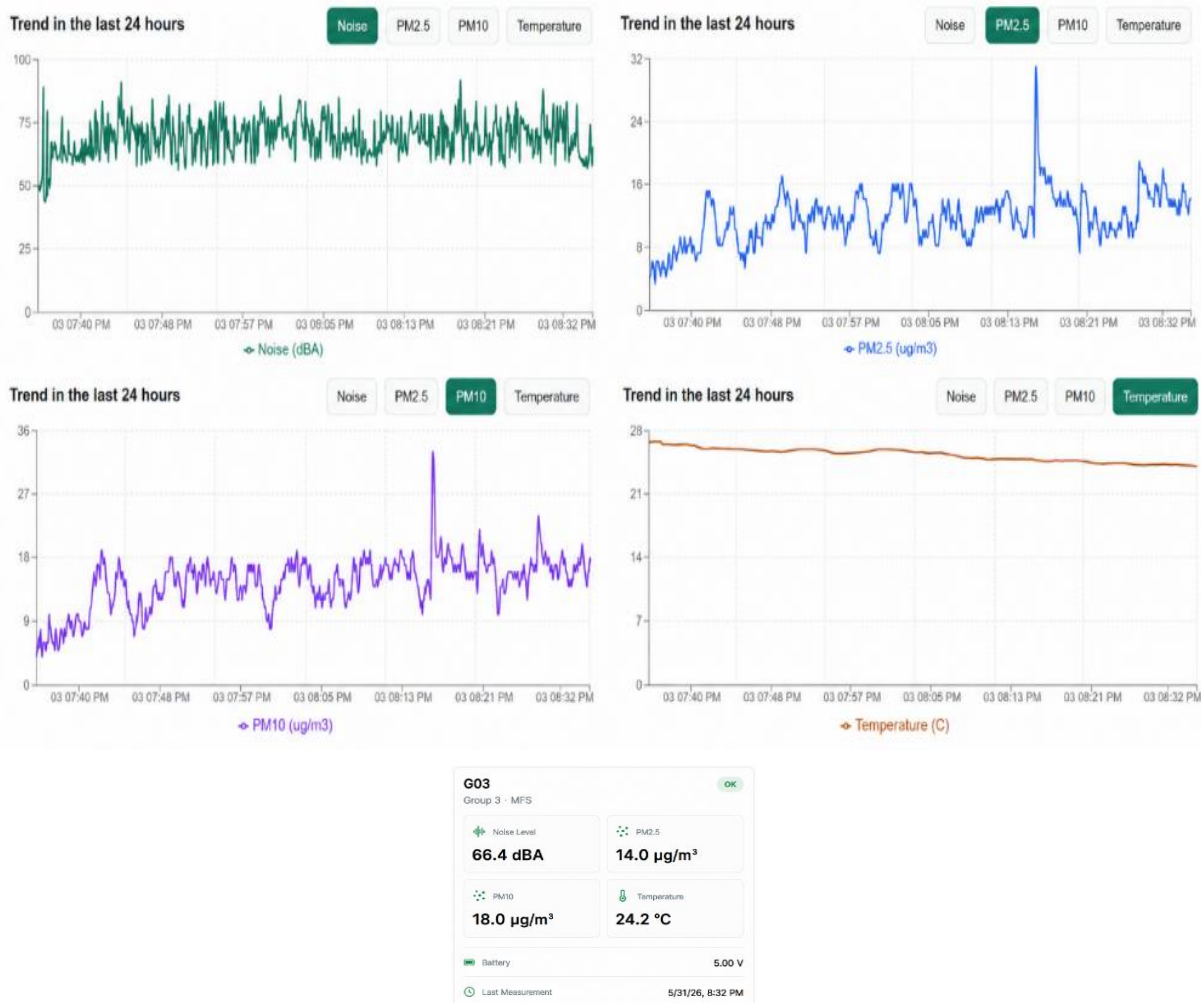 Trend in the last 24 hours Noise PM2.5 PM10 Temperature
100
75
50
25
0
03 07:40 PM 03 07:48 PM 03 07:57 PM 03 08:05 PM 03 08:13 PM 03 08:21 PM 03 08:32 PM
Noise (dBA)
Trend in the last 24 hours Noise PM2.5 PM10 Temperature
32
24
16
8
0
03 07:40 PM 03 07:48 PM 03 07:57 PM 03 08:05 PM 03 08:13 PM 03 08:21 PM 03 08:32 PM
PM2.5 (ug/m3)
Trend in the last 24 hours Noise PM2.5 PM10 Temperature
36
27
18
9
0
03 07:40 PM 03 07:48 PM 03 07:57 PM 03 08:05 PM 03 08:13 PM 03 08:21 PM 03 08:32 PM
PM10 (ug/m3)
Trend in the last 24 hours Noise PM2.5 PM10 Temperature
28
21
14
7
0
03 07:40 PM 03 07:48 PM 03 07:57 PM 03 08:05 PM 03 08:13 PM 03 08:21 PM 03 08:32 PM
Temperature (C)
G03 OK
Group 3 · MFS
Noise Level
66.4 dBA
PM2.5
14.0 µg/m³
PM10
18.0 µg/m³
Temperature
24.2 °C
Battery 5.00 V
Last Measurement 5/31/26, 8:32 PM